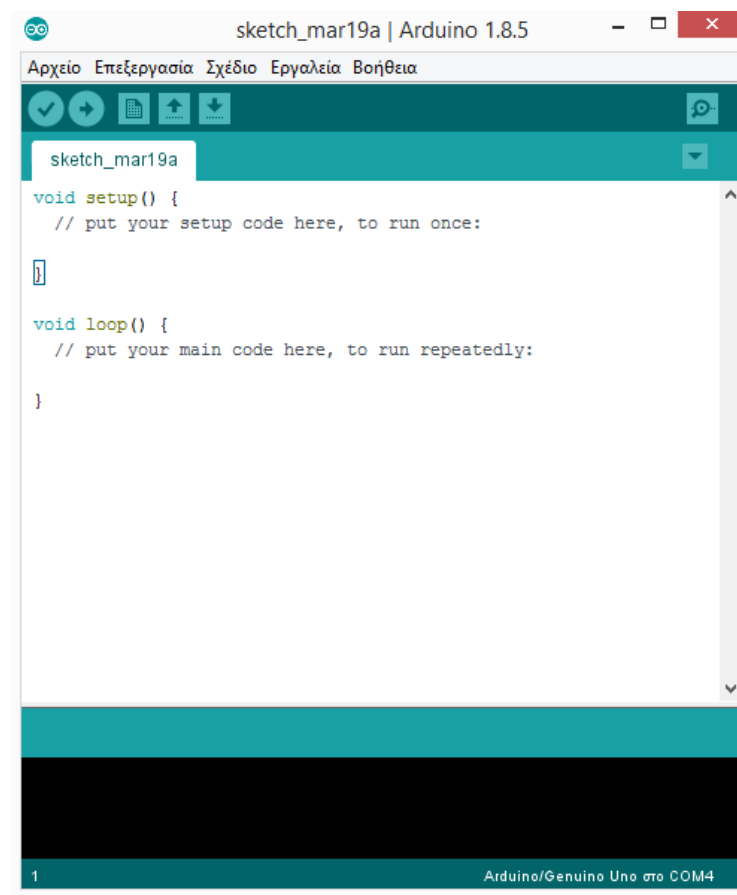 sketch_mar19a | Arduino 1.8.5
Αρχείο Επεξεργασία Σχέδιο Εργαλεία Βοήθεια
sketch_mar19a
void setup() {
  // put your setup code here, to run once:
}
void loop() {
  // put your main code here, to run repeatedly:
}
1 Arduino/Genuino Uno στο COM4